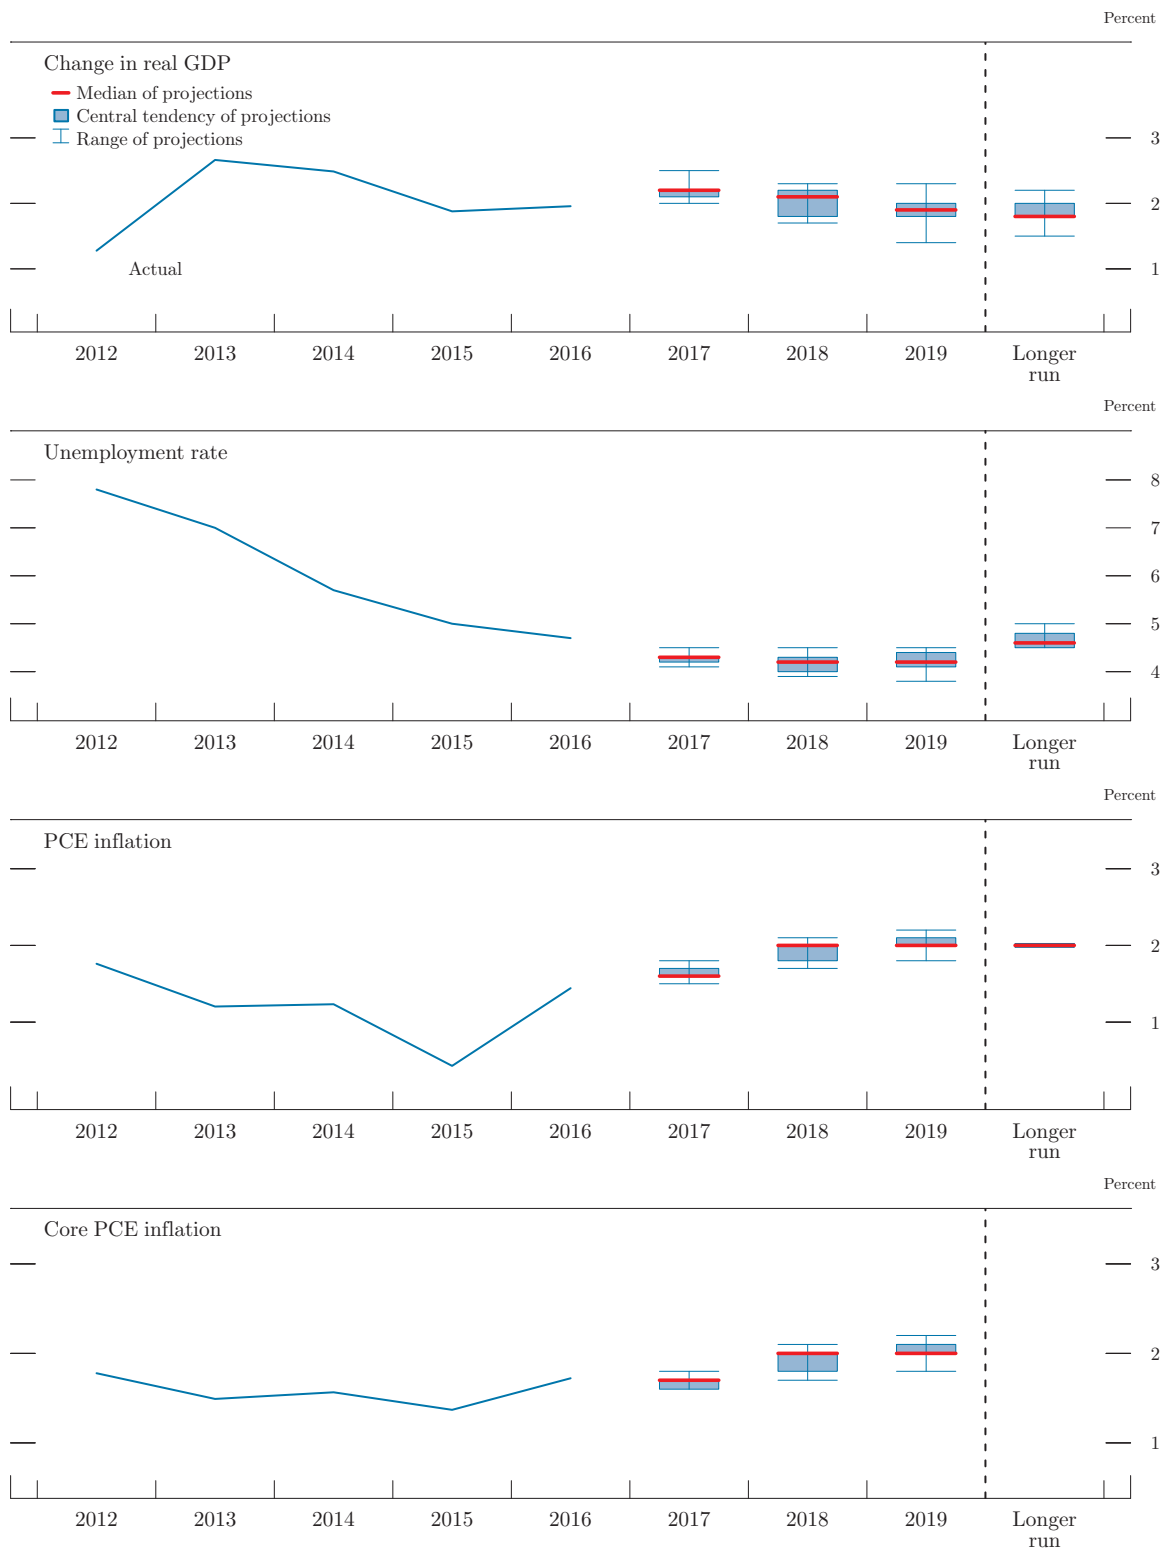 Percent
Change in real GDP
Median of projections
Central tendency of projections
Range of projections
3
2
1
Actual
2012 2013 2014 2015 2016 2017 2018 2019 Longer
run
Percent
Unemployment rate
8
7
6
5
4
2012 2013 2014 2015 2016 2017 2018 2019 Longer
run
Percent
PCE inflation
3
2
1
2012 2013 2014 2015 2016 2017 2018 2019 Longer
run
Percent
Core PCE inflation
3
2
1
2012 2013 2014 2015 2016 2017 2018 2019 Longer
run